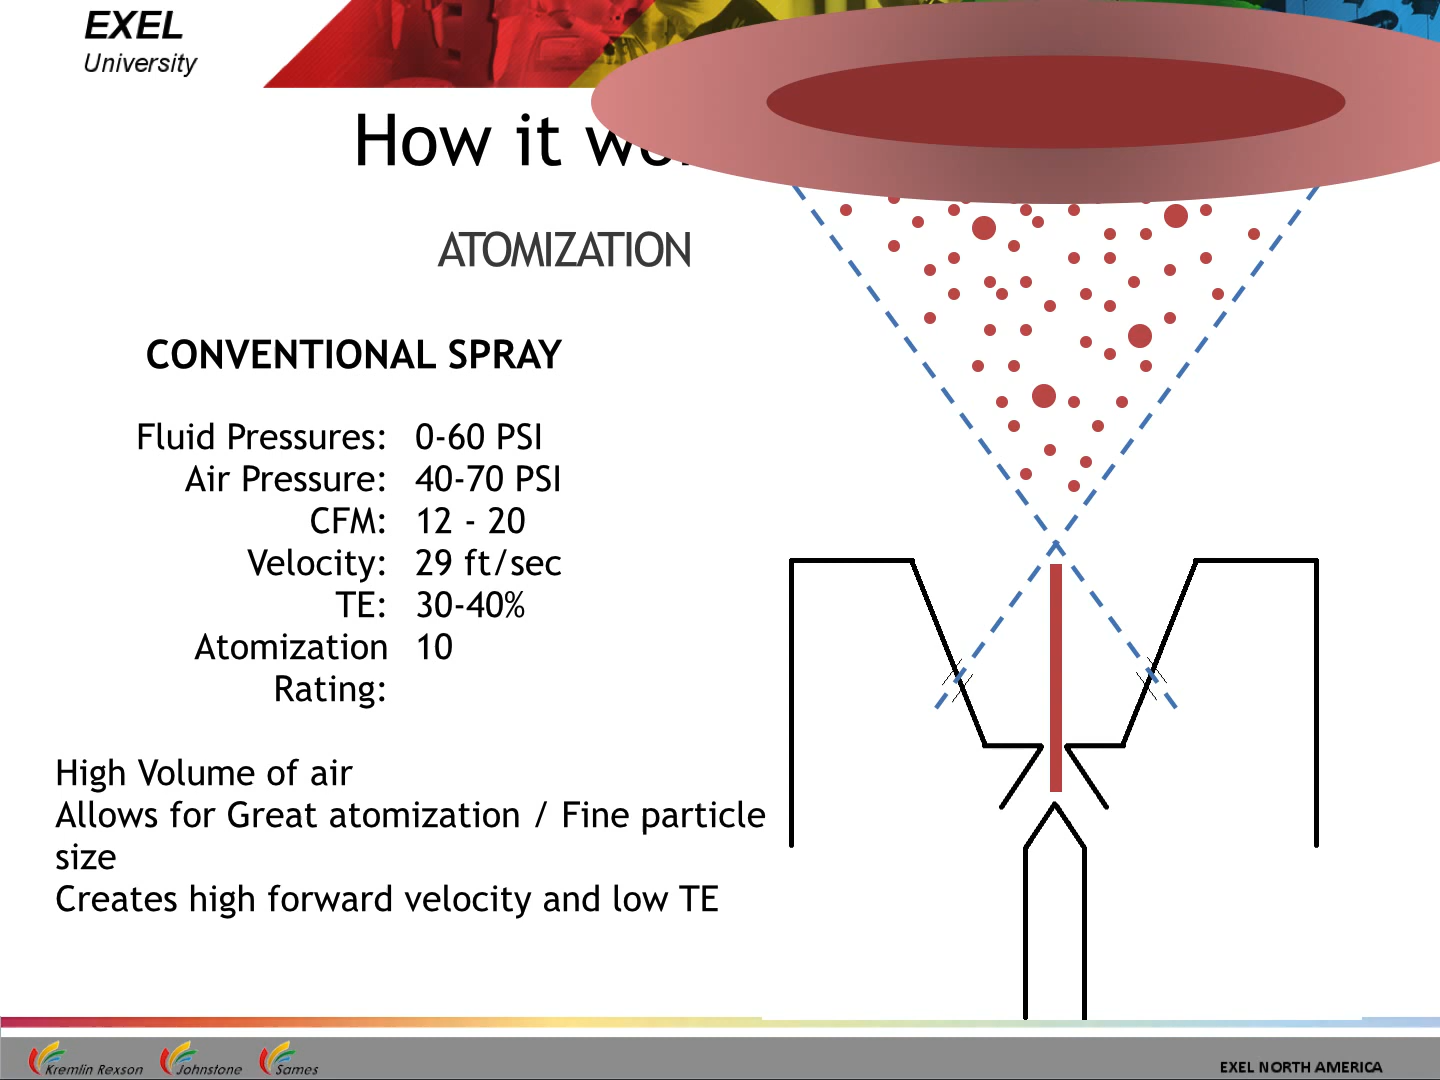 EXEL
University
How it wo
ATOMIZATION
CONVENTIONAL SPRAY
Fluid Pressures: 0-60 PSI
Air Pressure: 40-70 PSI
CFM: 12 - 20
Velocity: 29 ft/sec
TE: 30-40%
Atomization 10
Rating:
High Volume of air
Allows for Great atomization / Fine particle
size
Creates high forward velocity and low TE
Kremlin Rexson Johnstone Sames
EXEL NORTH AMERICA